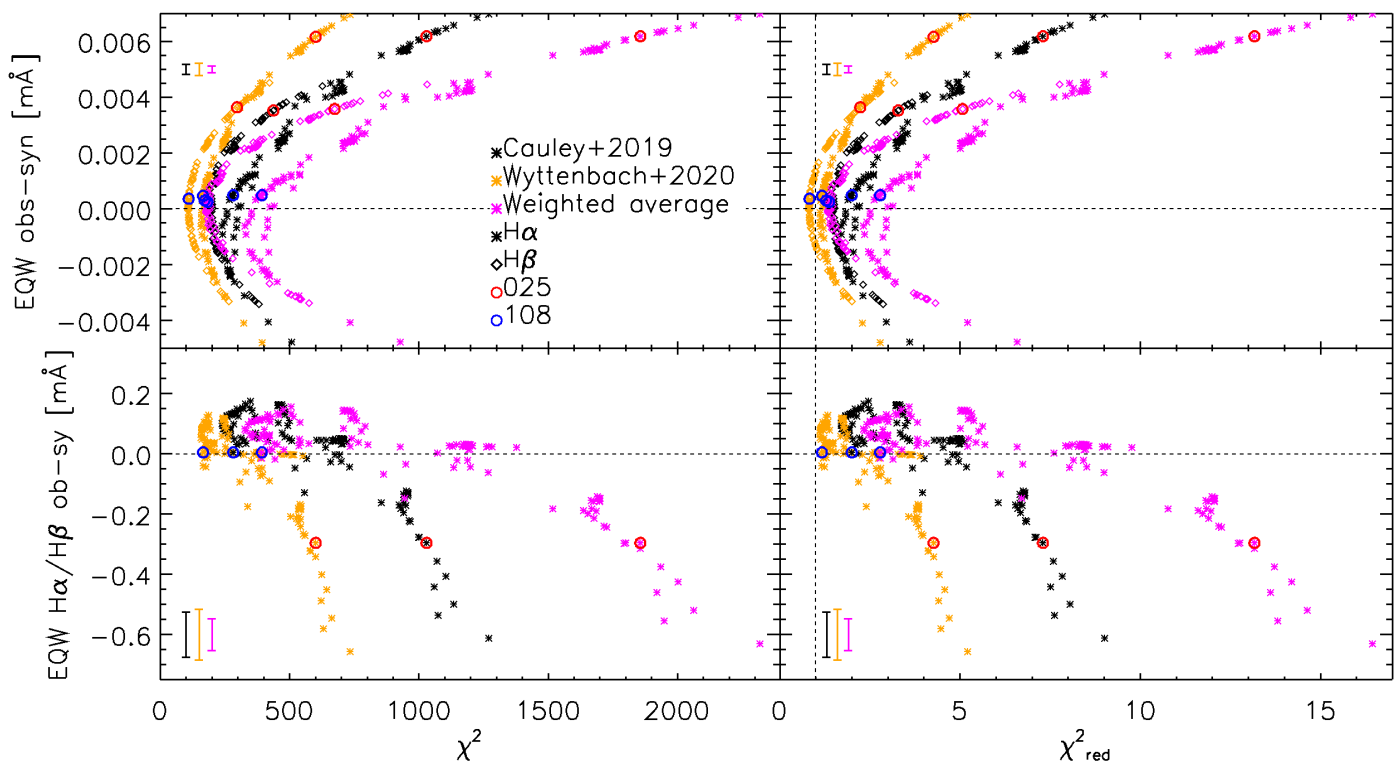 EQW obs−syn [mÅ]
0.006
0.004
0.002
0.000
−0.002
−0.004
Cauley+2019
Wyttenbach+2020
Weighted average
Hα
Hβ
025
108
EQW Hα/Hβ ob−sy [mÅ]
0.2
0.0
−0.2
−0.4
−0.6
0 500 1000 1500 2000
0 5 10 15
χ²
χ²red